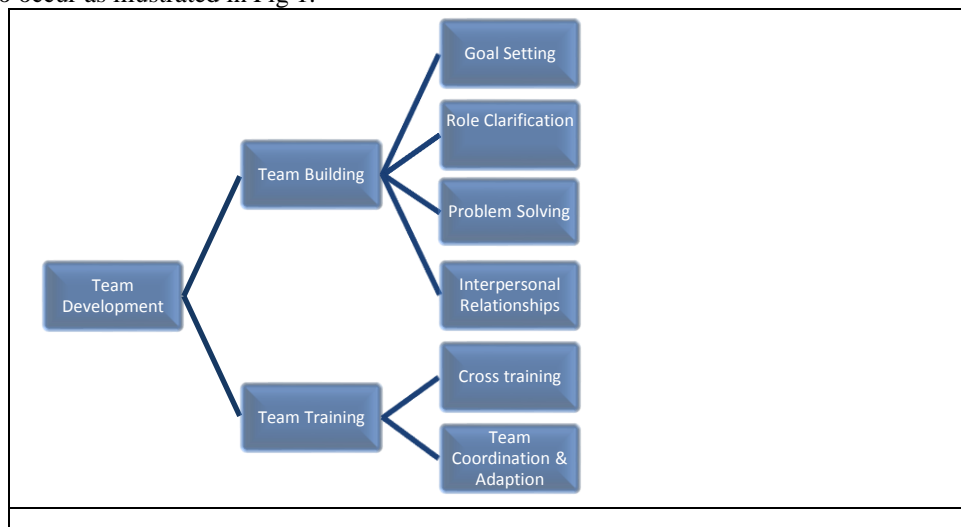 o occur as illustrated in Fig 1.
Goal Setting
Role Clarification
Team Building
Problem Solving
Team
Development
Interpersonal
Relationships
Cross training
Team Training
Team
Coordination &
Adaption